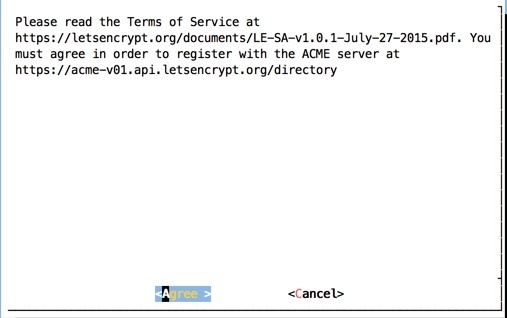 Please read the Terms of Service at
https://letsencrypt.org/documents/LE-SA-v1.0.1-July-27-2015.pdf. You
must agree in order to register with the ACME server at
https://acme-v01.api.letsencrypt.org/directory
<Agree > <Cancel>